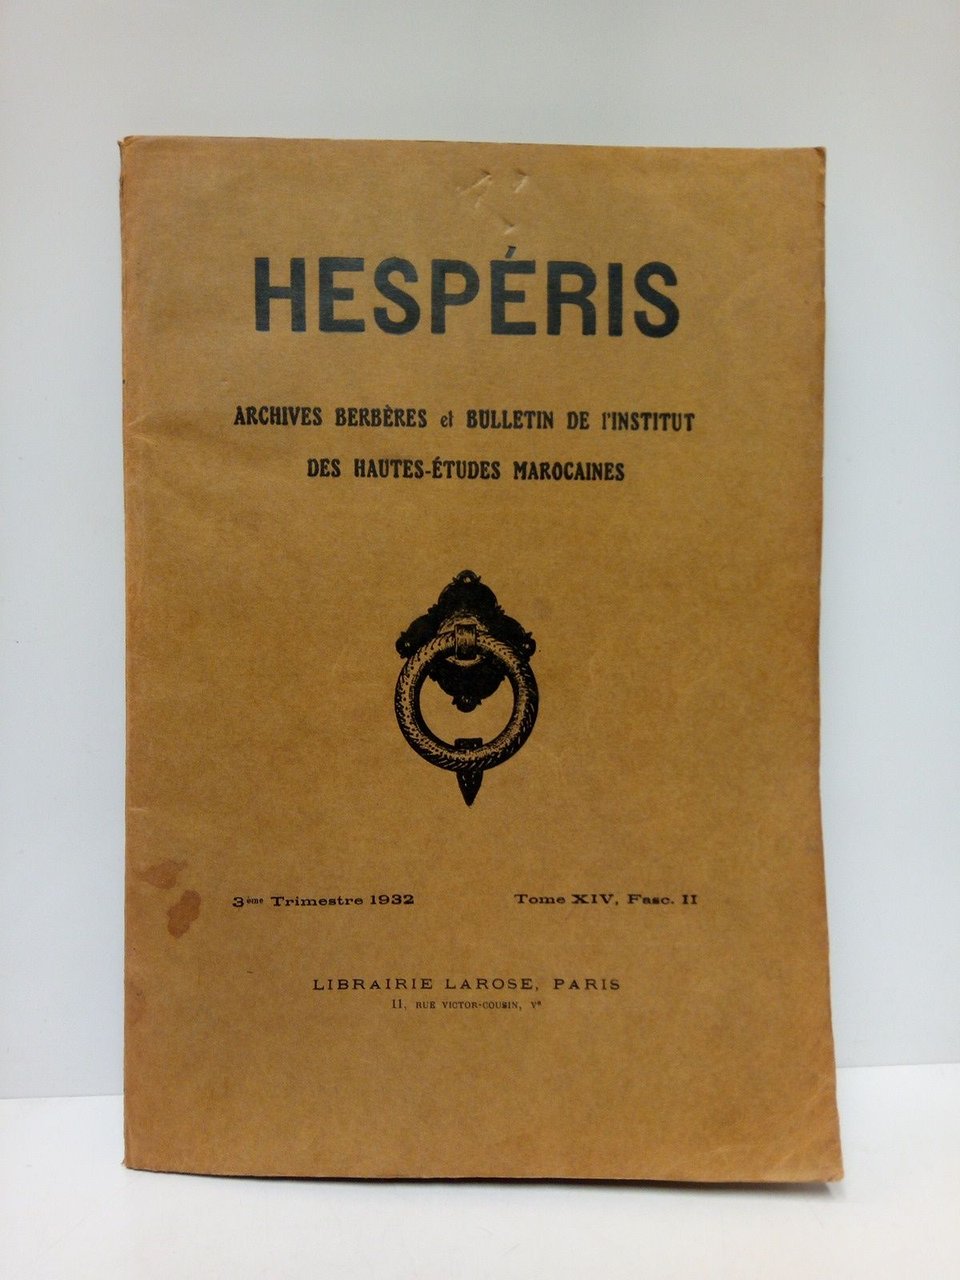 HESPÉRIS
ARCHIVES BERBÈRES et BULLETIN DE l'INSTITUT
DES HAUTES-ÉTUDES MAROCAINES
3ème Trimestre 1932 Tome XIV, Fasc. II
LIBRAIRIE LAROSE, PARIS
11, RUE VICTOR-COUSIN, Ve